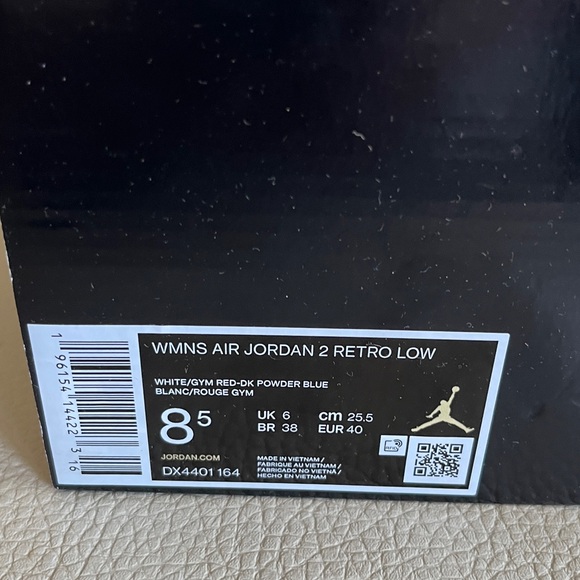 WMNS AIR JORDAN 2 RETRO LOW
WHITE/GYM RED-DK POWDER BLUE
BLANC/ROUGE GYM
8⁵
UK 6 cm 25.5
BR 38 EUR 40
JORDAN.COM
DX4401 164
MADE IN VIETNAM /
FABRIQUÉ AU VIETNAM /
FABRICADO NO VIETNÃ /
HECHO EN VIETNAM
1 96154 14422 3 16